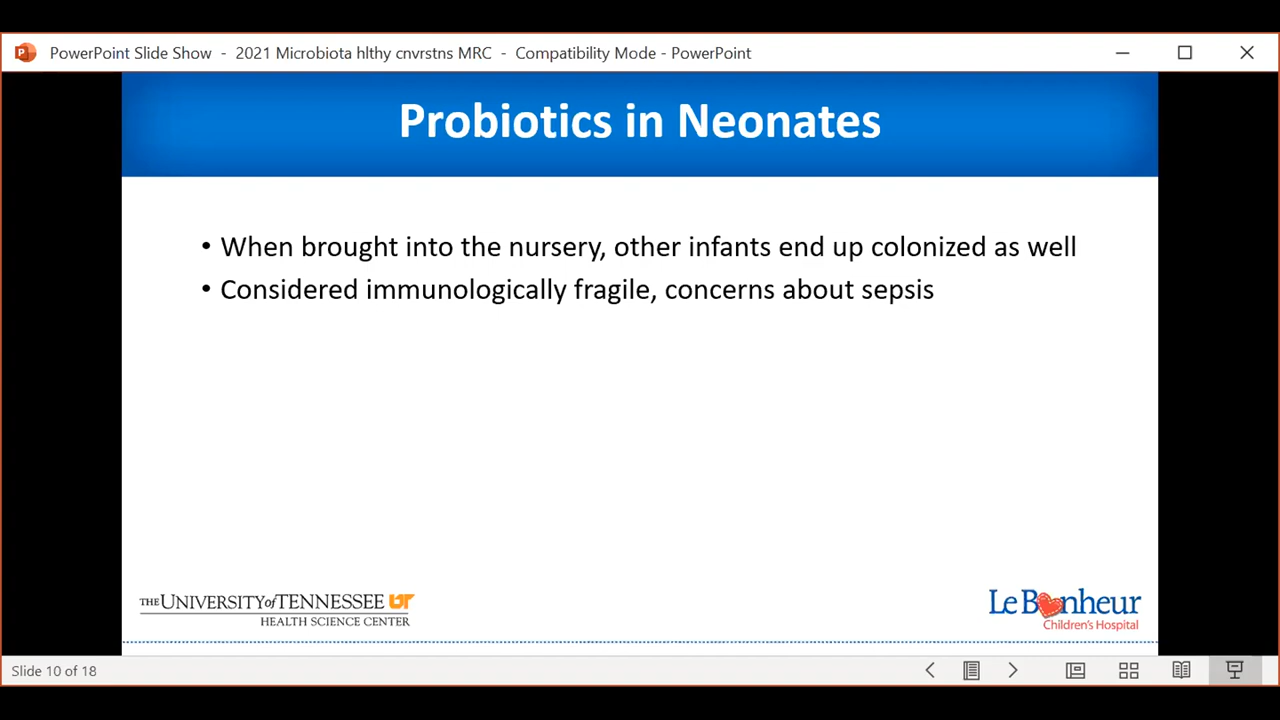 PowerPoint Slide Show - 2021 Microbiota hlthy cnvrstns MRC - Compatibility Mode - PowerPoint
Probiotics in Neonates
• When brought into the nursery, other infants end up colonized as well
• Considered immunologically fragile, concerns about sepsis
THE UNIVERSITY of TENNESSEE UT
HEALTH SCIENCE CENTER
Le Bonheur
Children's Hospital
Slide 10 of 18